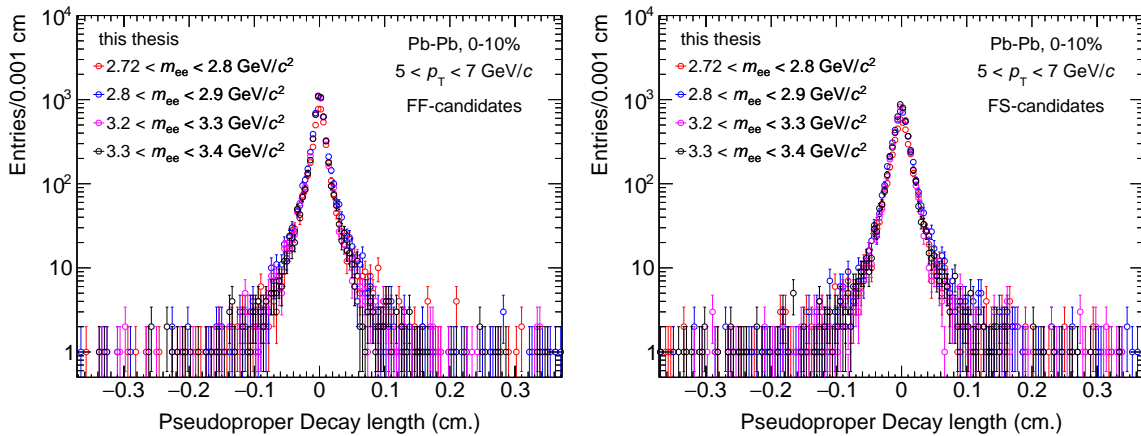 this thesis
2.72 < mee < 2.8 GeV/c²
2.8 < mee < 2.9 GeV/c²
3.2 < mee < 3.3 GeV/c²
3.3 < mee < 3.4 GeV/c²
Pb-Pb, 0-10%
5 < pT < 7 GeV/c
FF-candidates
Entries/0.001 cm
10⁴
10³
10²
10
1
−0.3 −0.2 −0.1 0 0.1 0.2 0.3
Pseudoproper Decay length (cm.)
this thesis
2.72 < mee < 2.8 GeV/c²
2.8 < mee < 2.9 GeV/c²
3.2 < mee < 3.3 GeV/c²
3.3 < mee < 3.4 GeV/c²
Pb-Pb, 0-10%
5 < pT < 7 GeV/c
FS-candidates
Entries/0.001 cm
10⁴
10³
10²
10
1
−0.3 −0.2 −0.1 0 0.1 0.2 0.3
Pseudoproper Decay length (cm.)